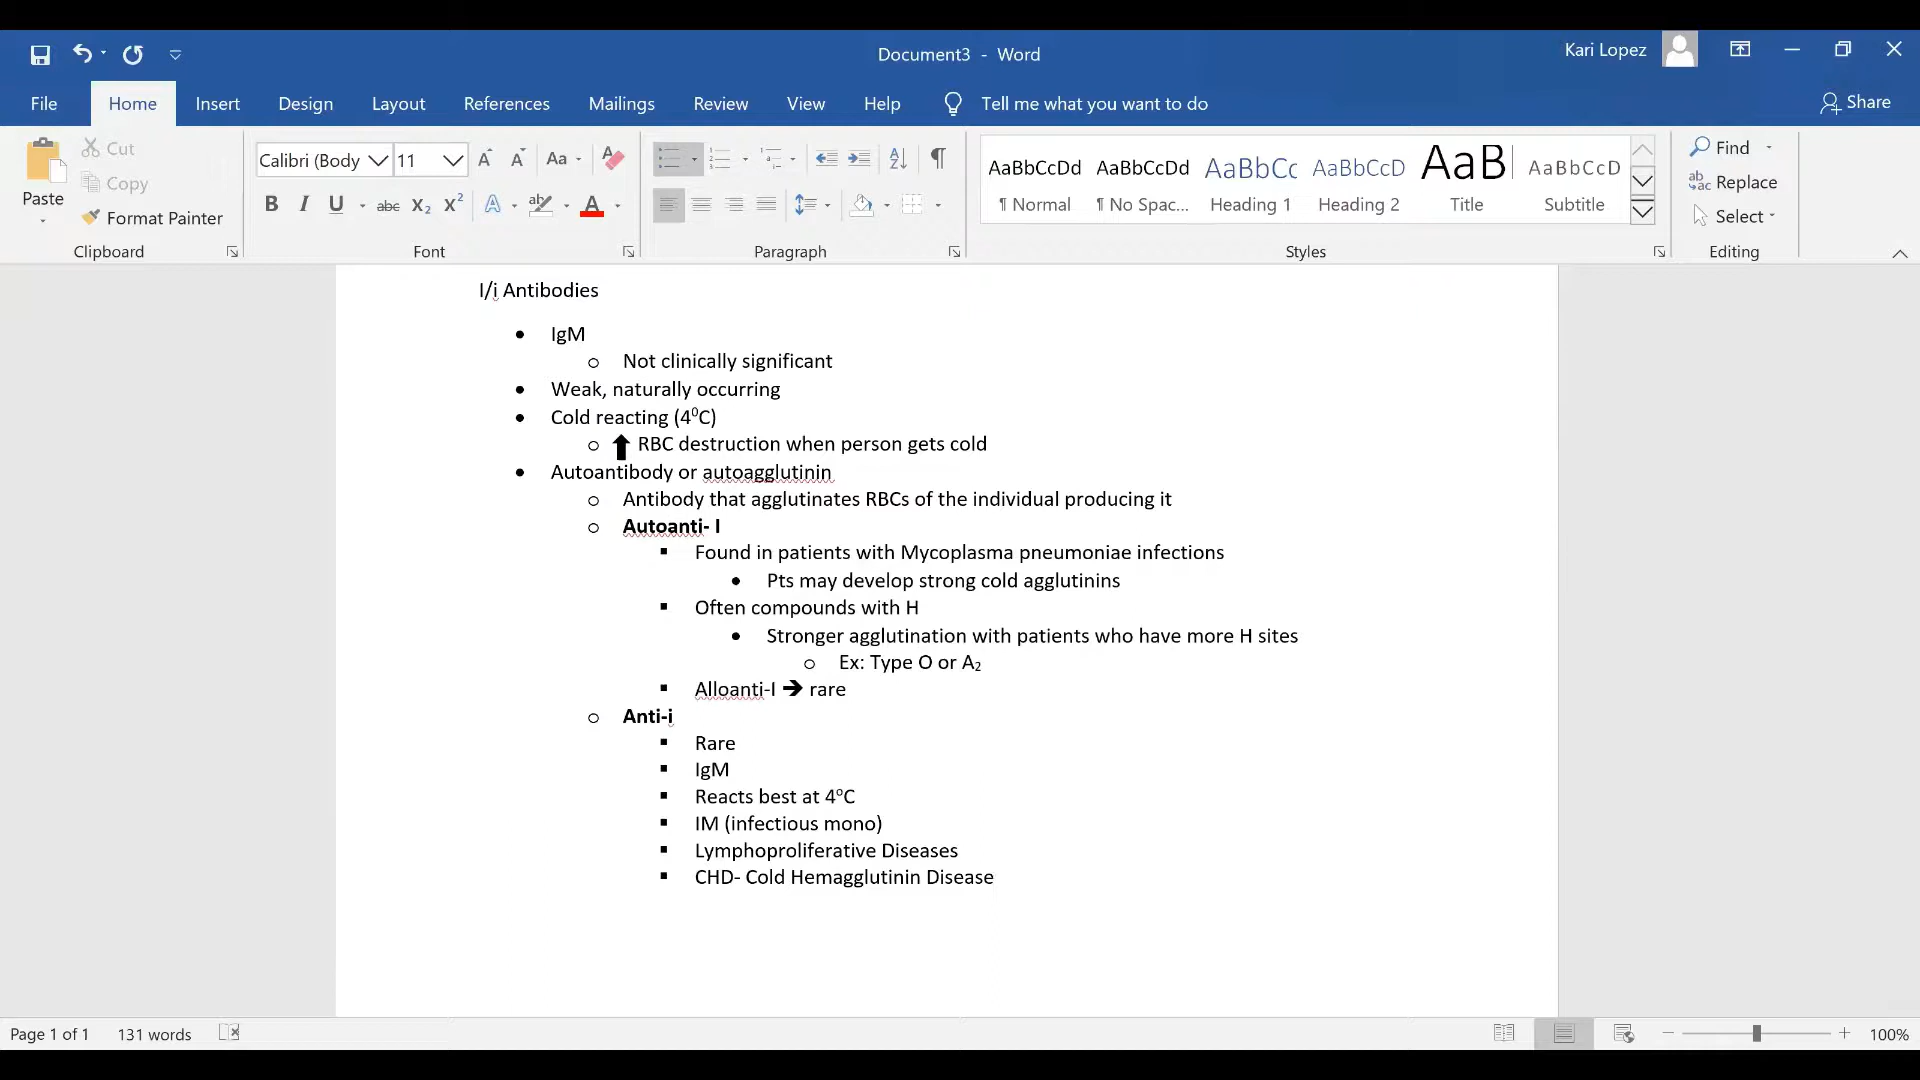 Document3 - Word
Kari Lopez
File Home Insert Design Layout References Mailings Review View Help Tell me what you want to do Share
Paste
Cut
Copy
Format Painter
Clipboard
Calibri (Body 11
Font
Paragraph
AaBbCcDd AaBbCcDd AaBbCc AaBbCcD AaB AaBbCcD
¶ Normal ¶ No Spac... Heading 1 Heading 2 Title Subtitle
Styles
Find
Replace
Select
Editing
I/i Antibodies
• IgM
o Not clinically significant
• Weak, naturally occurring
• Cold reacting (4⁰C)
o ⬆ RBC destruction when person gets cold
• Autoantibody or autoagglutinin
o Antibody that agglutinates RBCs of the individual producing it
o Autoanti- I
▪ Found in patients with Mycoplasma pneumoniae infections
• Pts may develop strong cold agglutinins
▪ Often compounds with H
• Stronger agglutination with patients who have more H sites
o Ex: Type O or A₂
▪ Alloanti-I ➔ rare
o Anti-i
▪ Rare
▪ IgM
▪ Reacts best at 4°C
▪ IM (infectious mono)
▪ Lymphoproliferative Diseases
▪ CHD- Cold Hemagglutinin Disease
Page 1 of 1 131 words 100%